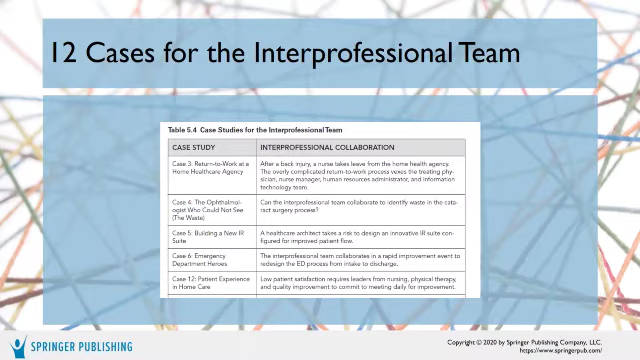 12 Cases for the Interprofessional Team
Table 5.4 Case Studies for the Interprofessional Team
CASE STUDY
INTERPROFESSIONAL COLLABORATION
Case 3: Return-to-Work at a
Home Healthcare Agency
After a back injury, a nurse takes leave from the home health agency.
The overly complicated return-to-work process vexes the treating phy-
sician, nurse manager, human resources administrator, and information
technology team.
Case 4: The Ophthalmol-
ogist Who Could Not See
(The Waste)
Can the interprofessional team collaborate to identify waste in the cata-
ract surgery process?
Case 5: Building a New IR
Suite
A healthcare architect takes a risk to design an innovative IR suite con-
figured for improved patient flow.
Case 6: Emergency
Department Heroes
The interprofessional team collaborates in a rapid improvement event to
redesign the ED process from intake to discharge.
Case 12: Patient Experience
in Home Care
Low patient satisfaction requires leaders from nursing, physical therapy,
and quality improvement to commit to meeting daily for improvement.
SPRINGER PUBLISHING
Copyright © 2020 by Springer Publishing Company, LLC.
https://www.springerpub.com/